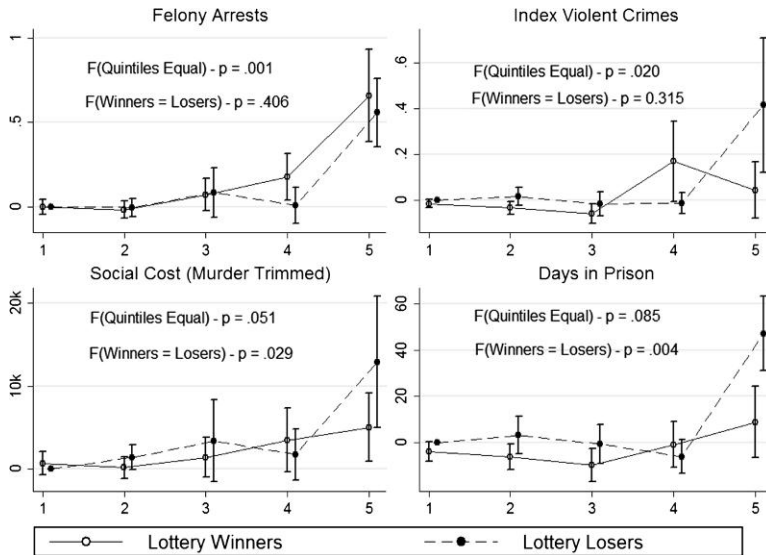 Felony Arrests
F(Quintiles Equal) - p = .001
F(Winners = Losers) - p = .406
1
.5
0
1 2 3 4 5
Index Violent Crimes
F(Quintiles Equal) - p = .020
F(Winners = Losers) - p = 0.315
.6
.4
.2
0
1 2 3 4 5
Social Cost (Murder Trimmed)
F(Quintiles Equal) - p = .051
F(Winners = Losers) - p = .029
20k
10k
0
1 2 3 4 5
Days in Prison
F(Quintiles Equal) - p = .085
F(Winners = Losers) - p = .004
60
40
20
0
1 2 3 4 5
Lottery Winners
Lottery Losers